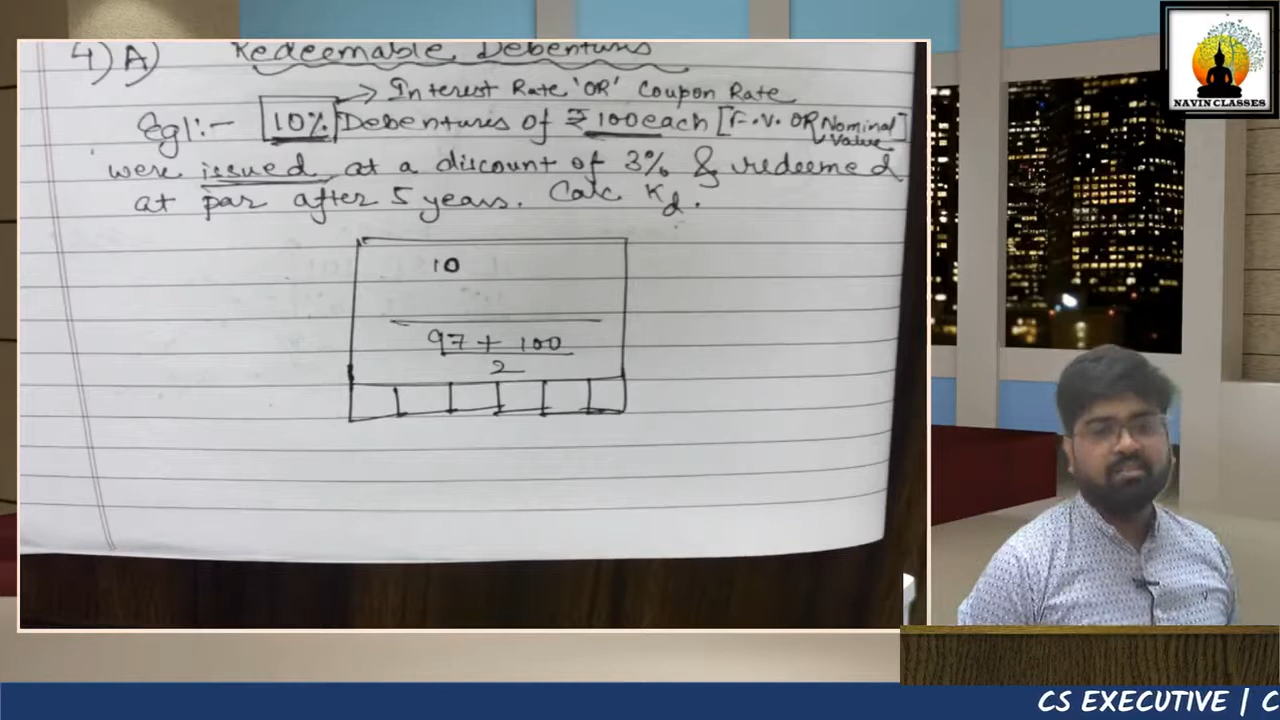 4) A) Redeemable Debentures
→ Interest Rate 'OR' Coupon Rate
Eg1:- 10% Debentures of ₹ 100 each [F.V. OR Nominal
Value]
were issued at a discount of 3% & redeemed
at par after 5 years. Calc Kd.
10
97 + 100
2
NAVIN CLASSES
CS EXECUTIVE | C